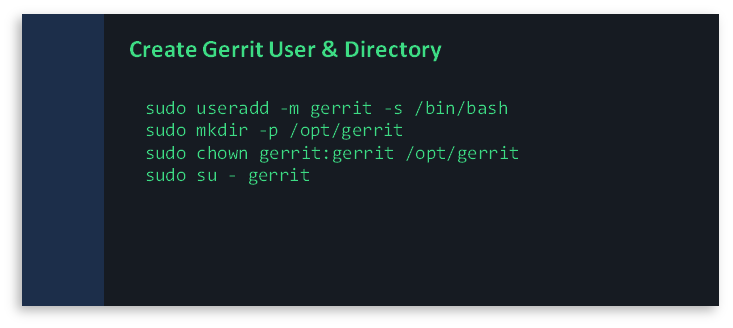 Create Gerrit User & Directory
sudo useradd -m gerrit -s /bin/bash
sudo mkdir -p /opt/gerrit
sudo chown gerrit:gerrit /opt/gerrit
sudo su - gerrit